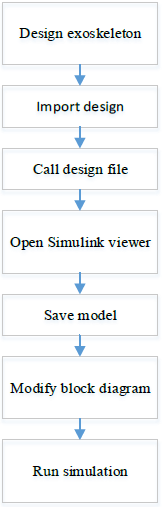 Design exoskeleton
Import design
Call design file
Open Simulink viewer
Save model
Modify block diagram
Run simulation